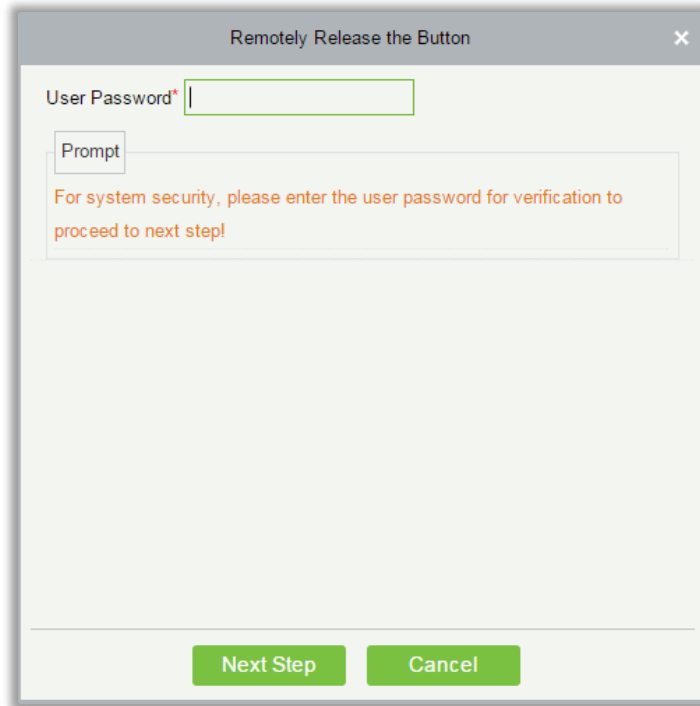 Remotely Release the Button
User Password*
Prompt
For system security, please enter the user password for verification to
proceed to next step!
Next Step
Cancel